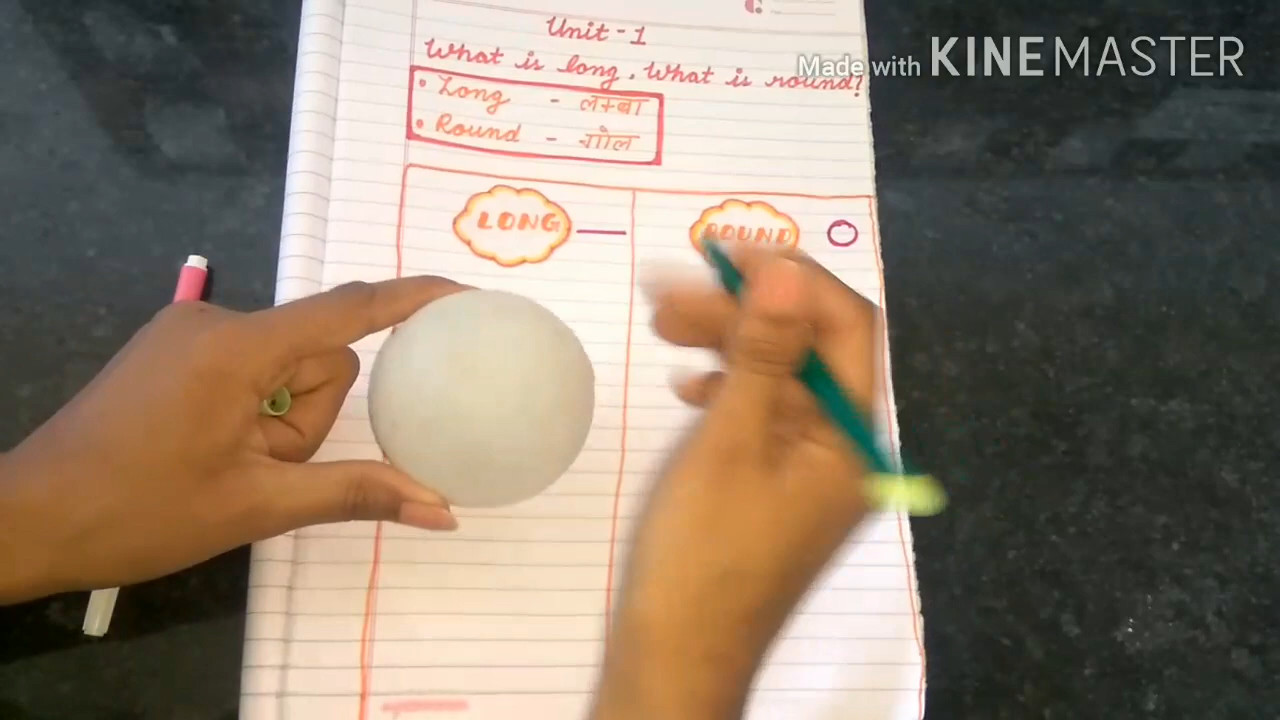 Unit - 1
What is long. What is round?
• Long - लम्बा
• Round - गोल
LONG
ROUND
Made with KINEMASTER